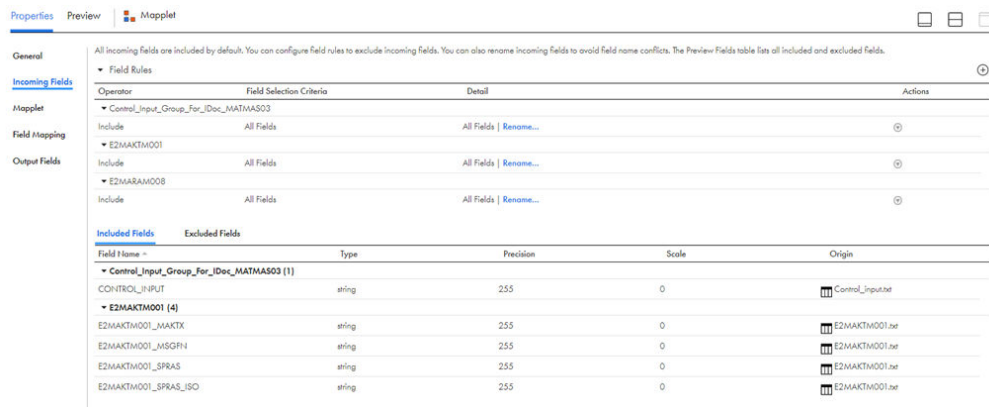 Properties Preview Mapplet
General
Incoming Fields
Mapplet
Field Mapping
Output Fields
All incoming fields are included by default. You can configure field rules to exclude incoming fields. You can also rename incoming fields to avoid field name conflicts. The Preview Fields table lists all included and excluded fields.
Field Rules
Operator Field Selection Criteria Detail Actions
Control_Input_Group_For_IDoc_MATMAS03
Include All Fields All Fields | Rename...
E2MAKTM001
Include All Fields All Fields | Rename...
E2MARAM008
Include All Fields All Fields | Rename...
Included Fields Excluded Fields
Field Name Type Precision Scale Origin
Control_Input_Group_For_IDoc_MATMAS03 (1)
CONTROL_INPUT string 255 0 Control_input.txt
E2MAKTM001 (4)
E2MAKTM001_MAKTX string 255 0 E2MAKTM001.txt
E2MAKTM001_MSGFN string 255 0 E2MAKTM001.txt
E2MAKTM001_SPRAS string 255 0 E2MAKTM001.txt
E2MAKTM001_SPRAS_ISO string 255 0 E2MAKTM001.txt